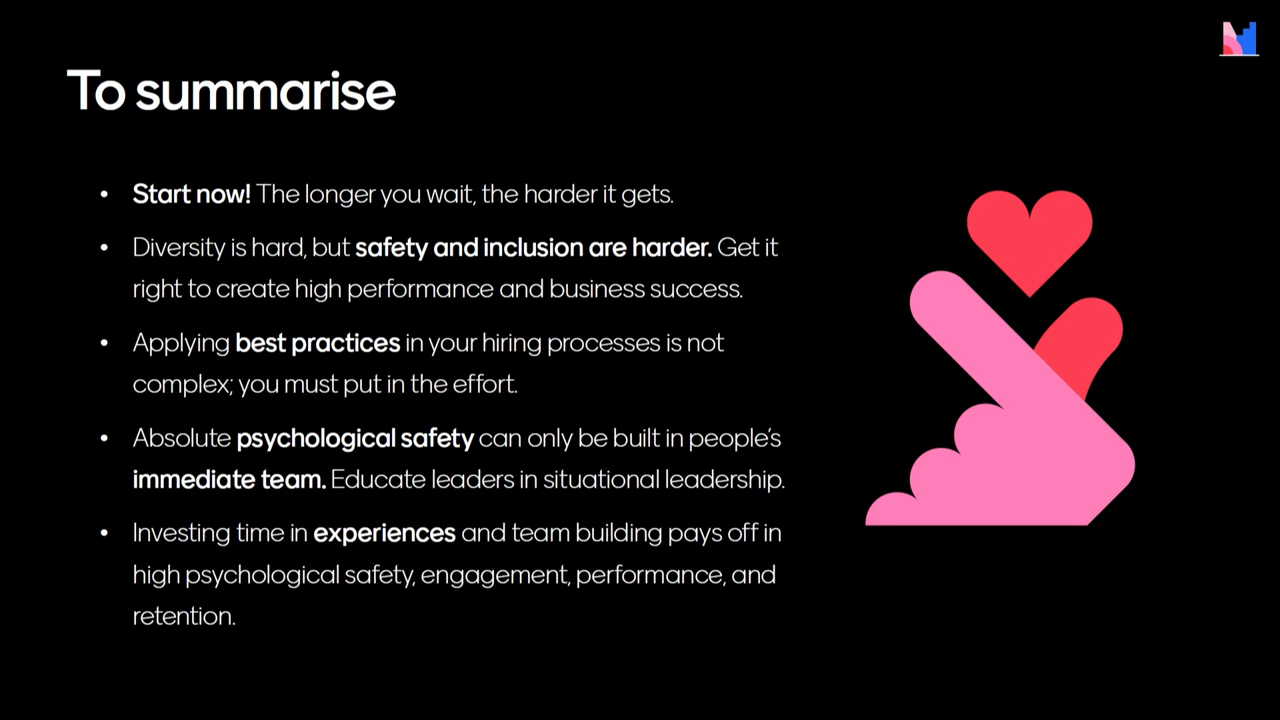 To summarise
• Start now! The longer you wait, the harder it gets.
• Diversity is hard, but safety and inclusion are harder. Get it
right to create high performance and business success.
• Applying best practices in your hiring processes is not
complex; you must put in the effort.
• Absolute psychological safety can only be built in people's
immediate team. Educate leaders in situational leadership.
• Investing time in experiences and team building pays off in
high psychological safety, engagement, performance, and
retention.